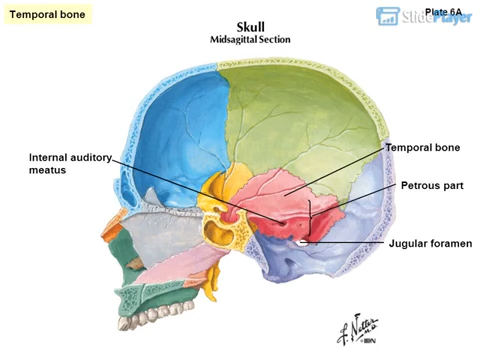 Temporal bone
Plate 6A
SlidePlayer
Skull
Midsagittal Section
Internal auditory
meatus
Temporal bone
Petrous part
Jugular foramen
F. Netter
M.D.